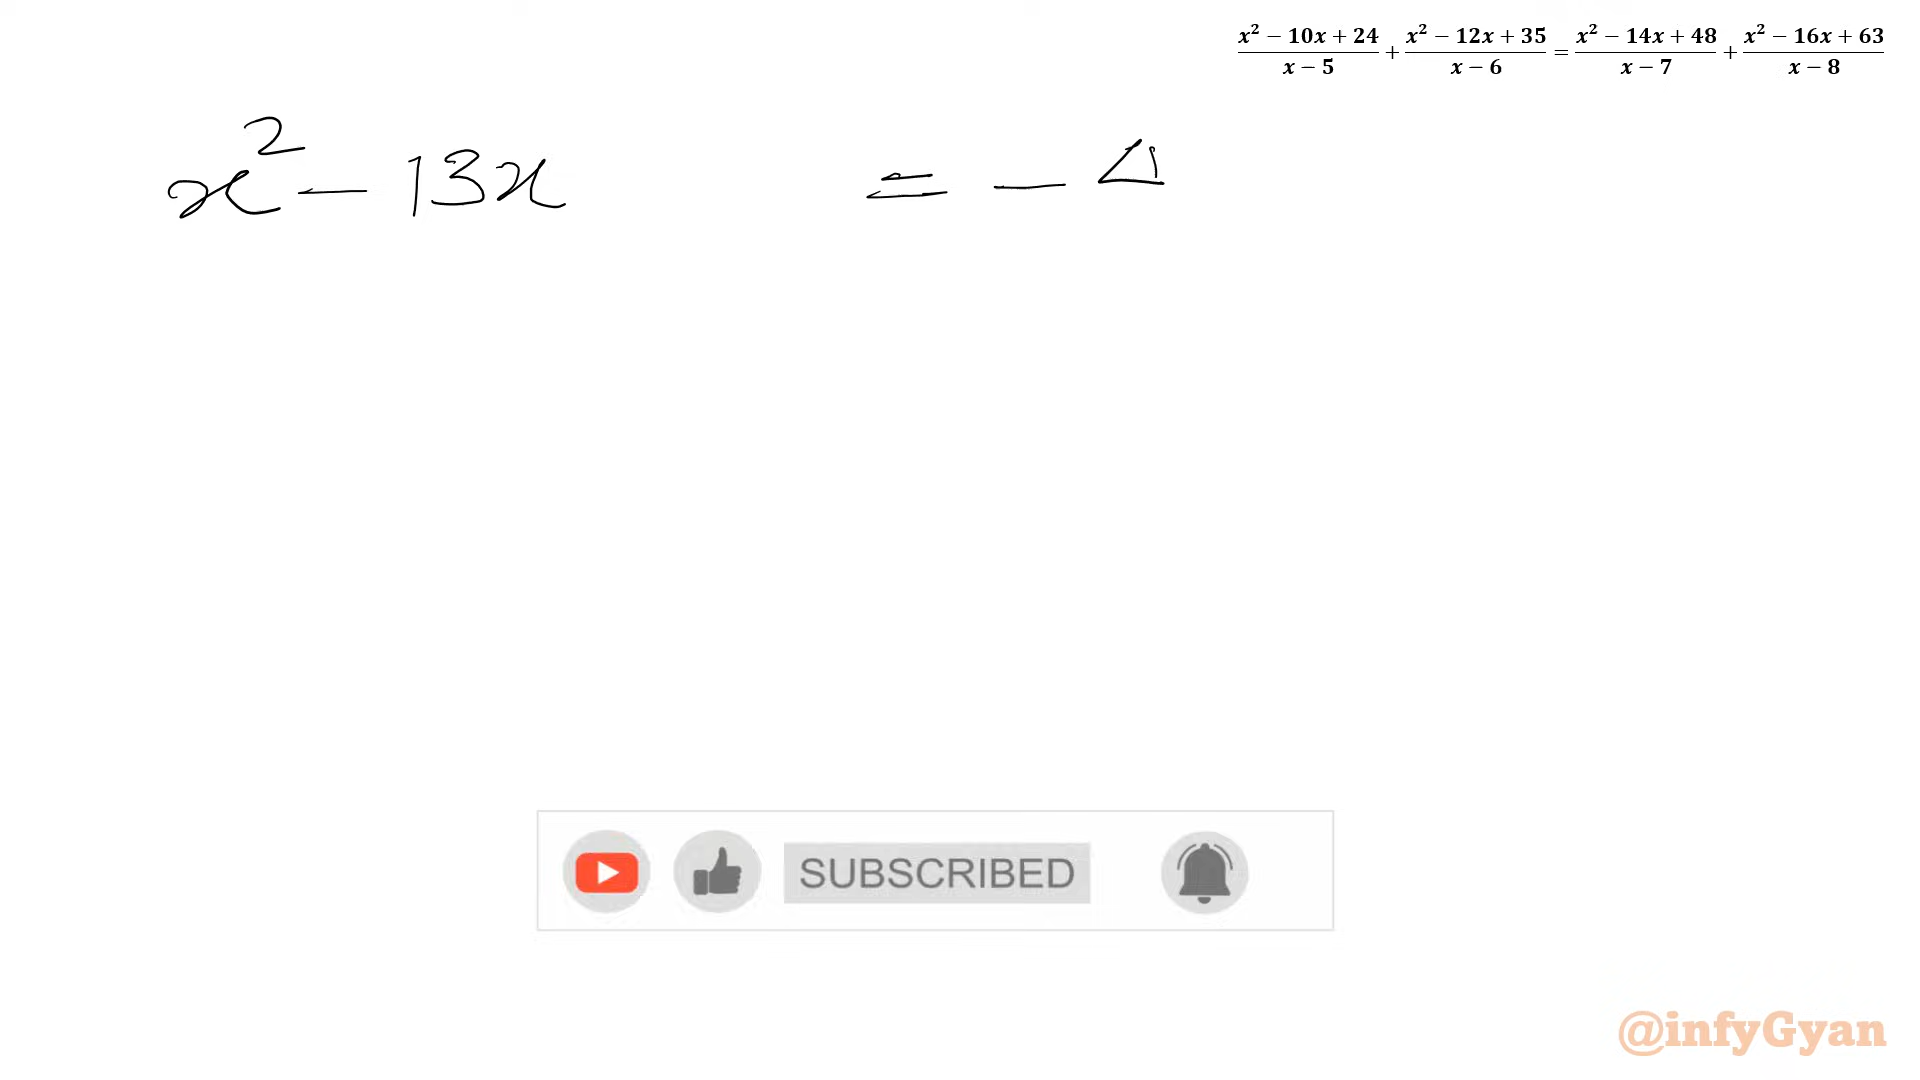 x² − 10x + 24 / x − 5 + x² − 12x + 35 / x − 6 = x² − 14x + 48 / x − 7 + x² − 16x + 63 / x − 8
x² − 13x = − 4
SUBSCRIBED
@infyGyan